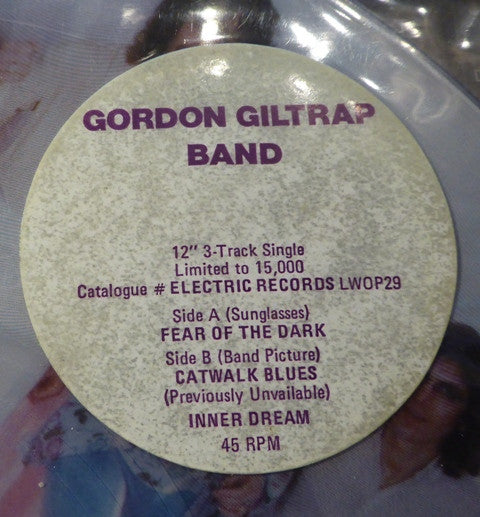 GORDON GILTRAP
BAND
12" 3-Track Single
Limited to 15,000
Catalogue # ELECTRIC RECORDS LWOP29
Side A (Sunglasses)
FEAR OF THE DARK
Side B (Band Picture)
CATWALK BLUES
(Previously Unvailable)
INNER DREAM
45 RPM